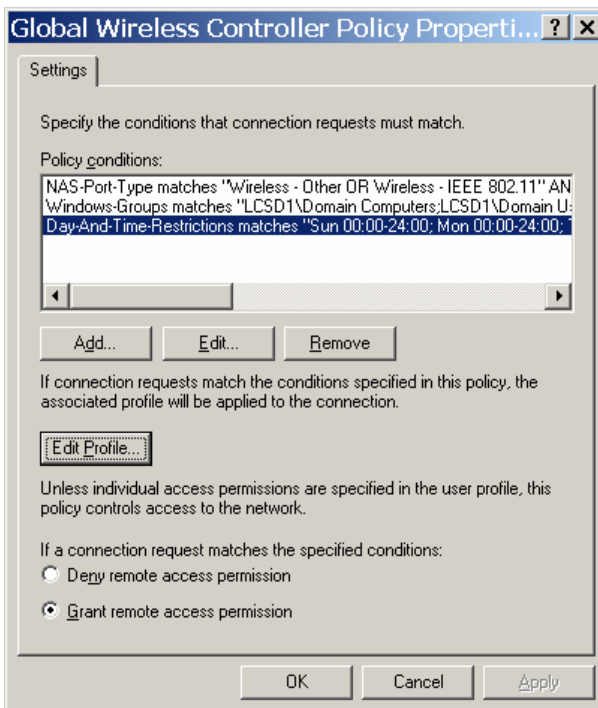 Global Wireless Controller Policy Properti...
Settings
Specify the conditions that connection requests must match.
Policy conditions:
NAS-Port-Type matches "Wireless - Other OR Wireless - IEEE 802.11" AN
Windows-Groups matches "LCSD1\Domain Computers;LCSD1\Domain U
Day-And-Time-Restrictions matches "Sun 00:00-24:00; Mon 00:00-24:00;
Add...
Edit...
Remove
If connection requests match the conditions specified in this policy, the
associated profile will be applied to the connection.
Edit Profile...
Unless individual access permissions are specified in the user profile, this
policy controls access to the network.
If a connection request matches the specified conditions:
Deny remote access permission
Grant remote access permission
OK
Cancel
Apply